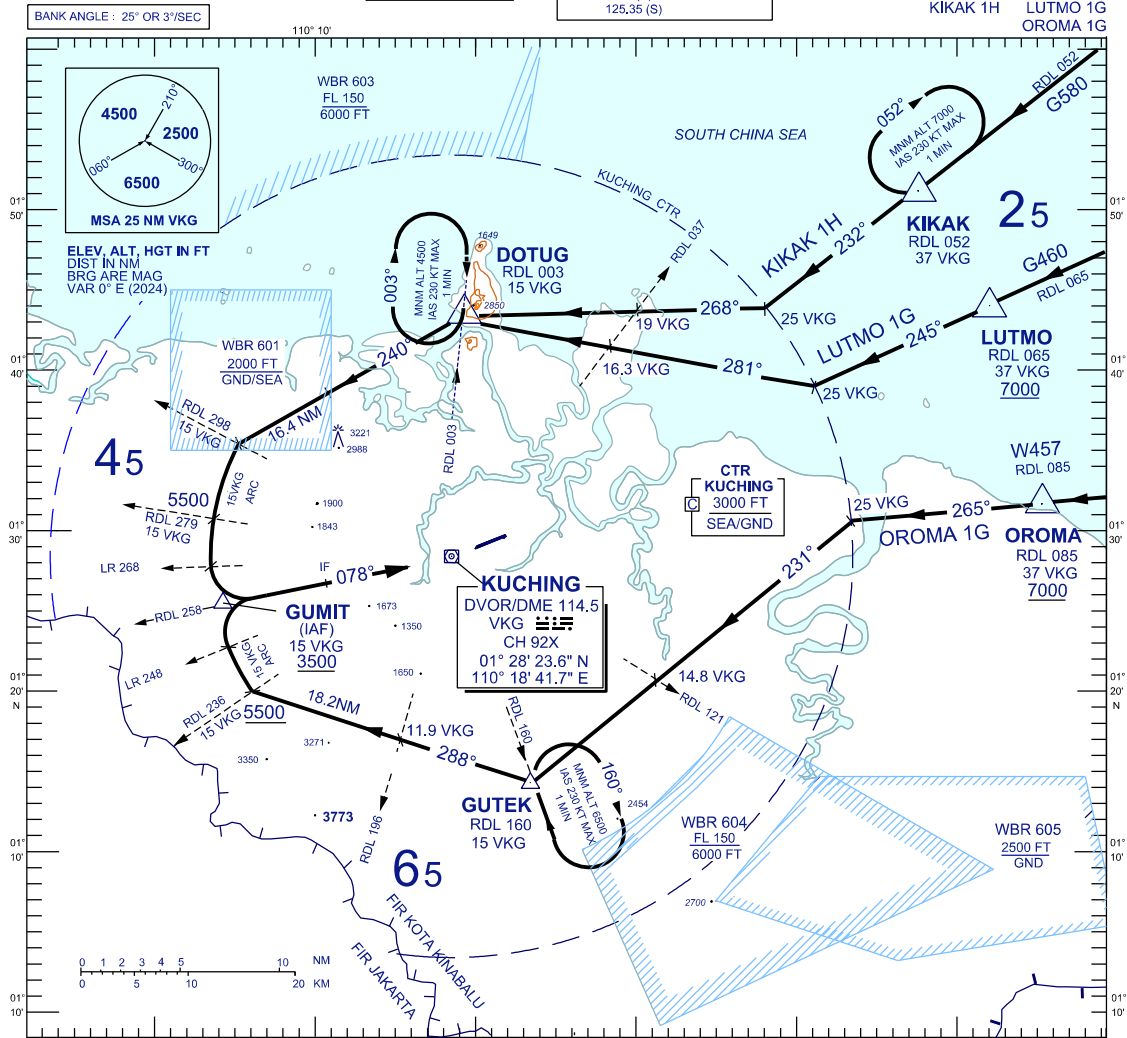 BANK ANGLE : 25° OR 3°/SEC
125.35 (S)
KIKAK 1H LUTMO 1G
OROMA 1G
110° 10'
4500
2500
6500
210°
060°
300°
MSA 25 NM VKG
ELEV, ALT, HGT IN FT
DIST IN NM
BRG ARE MAG
VAR 0° E (2024)
WBR 603
FL 150
6000 FT
SOUTH CHINA SEA
KUCHING CTR
RDL 052
G580
052°
MNM ALT 7000
IAS 230 KT MAX
1 MIN
KIKAK
RDL 052
37 VKG
25
01°
50'
01°
50'
KIKAK 1H
232°
G460
RDL 065
LUTMO
RDL 065
37 VKG
7000
LUTMO 1G
245°
25 VKG
25 VKG
1649
2850
DOTUG
RDL 003
15 VKG
003°
MNM ALT 4500
IAS 230 KT MAX
1 MIN
RDL 037
19 VKG
268°
16.3 VKG
281°
WBR 601
2000 FT
GND/SEA
240°
16.4 NM
01°
40'
01°
40'
RDL 298
15 VKG
3221
2988
RDL 003
45
15VKG
ARC
5500
RDL 279
15 VKG
1900
1843
LR 268
01°
30'
01°
30'
CTR
KUCHING
C
3000 FT
SEA/GND
W457
RDL 085
25 VKG
265°
OROMA 1G
OROMA
RDL 085
37 VKG
7000
231°
IF
078°
RDL 258
GUMIT
(IAF)
15 VKG
3500
1673
1350
1650
KUCHING
DVOR/DME 114.5
VKG
CH 92X
01° 28' 23.6" N
110° 18' 41.7" E
LR 248
15 VKG
ARC
RDL 236
15 VKG
5500
18.2NM
11.9 VKG
288°
01°
20'
N
01°
20'
N
14.8 VKG
RDL 121
RDL 160
3271
3350
3773
RDL 196
GUTEK
RDL 160
15 VKG
160°
MNM ALT 6500
IAS 230 KT MAX
1 MIN
2454
WBR 604
FL 150
6000 FT
2700
WBR 605
2500 FT
GND
01°
10'
01°
10'
65
FIR KOTA KINABALU
FIR JAKARTA
0 1 2 3 4 5 10 NM
0 5 10 20 KM
01°
10'
01°
10'